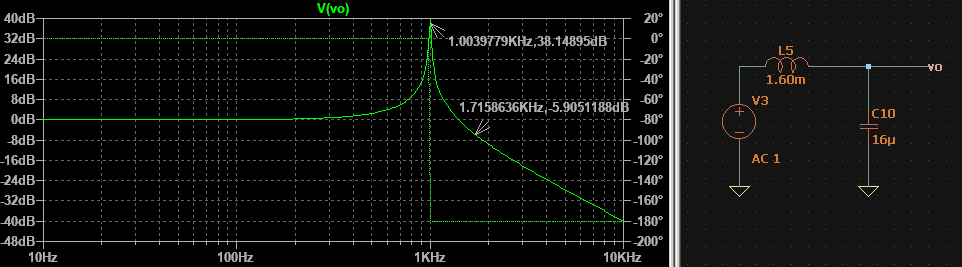 V(vo)
40dB 20°
32dB 0°
1.0039779KHz,38.14895dB
24dB -20°
16dB -40°
8dB -60°
1.7158636KHz,-5.9051188dB
0dB -80°
-8dB -100°
-16dB -120°
-24dB -140°
-32dB -160°
-40dB -180°
-48dB -200°
10Hz 100Hz 1KHz 10KHz
L5
1.60m
vo
V3
C10
16µ
AC 1